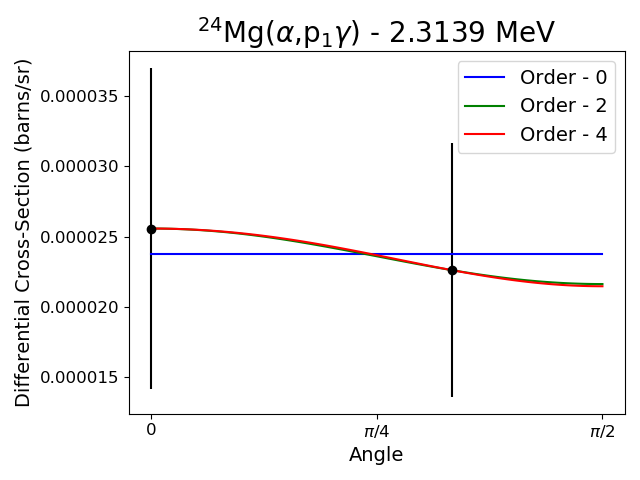 ²⁴Mg(α,p₁γ) - 2.3139 MeV
Differential Cross-Section (barns/sr)
0.000035
0.000030
0.000025
0.000020
0.000015
Order - 0
Order - 2
Order - 4
0
π/4
π/2
Angle